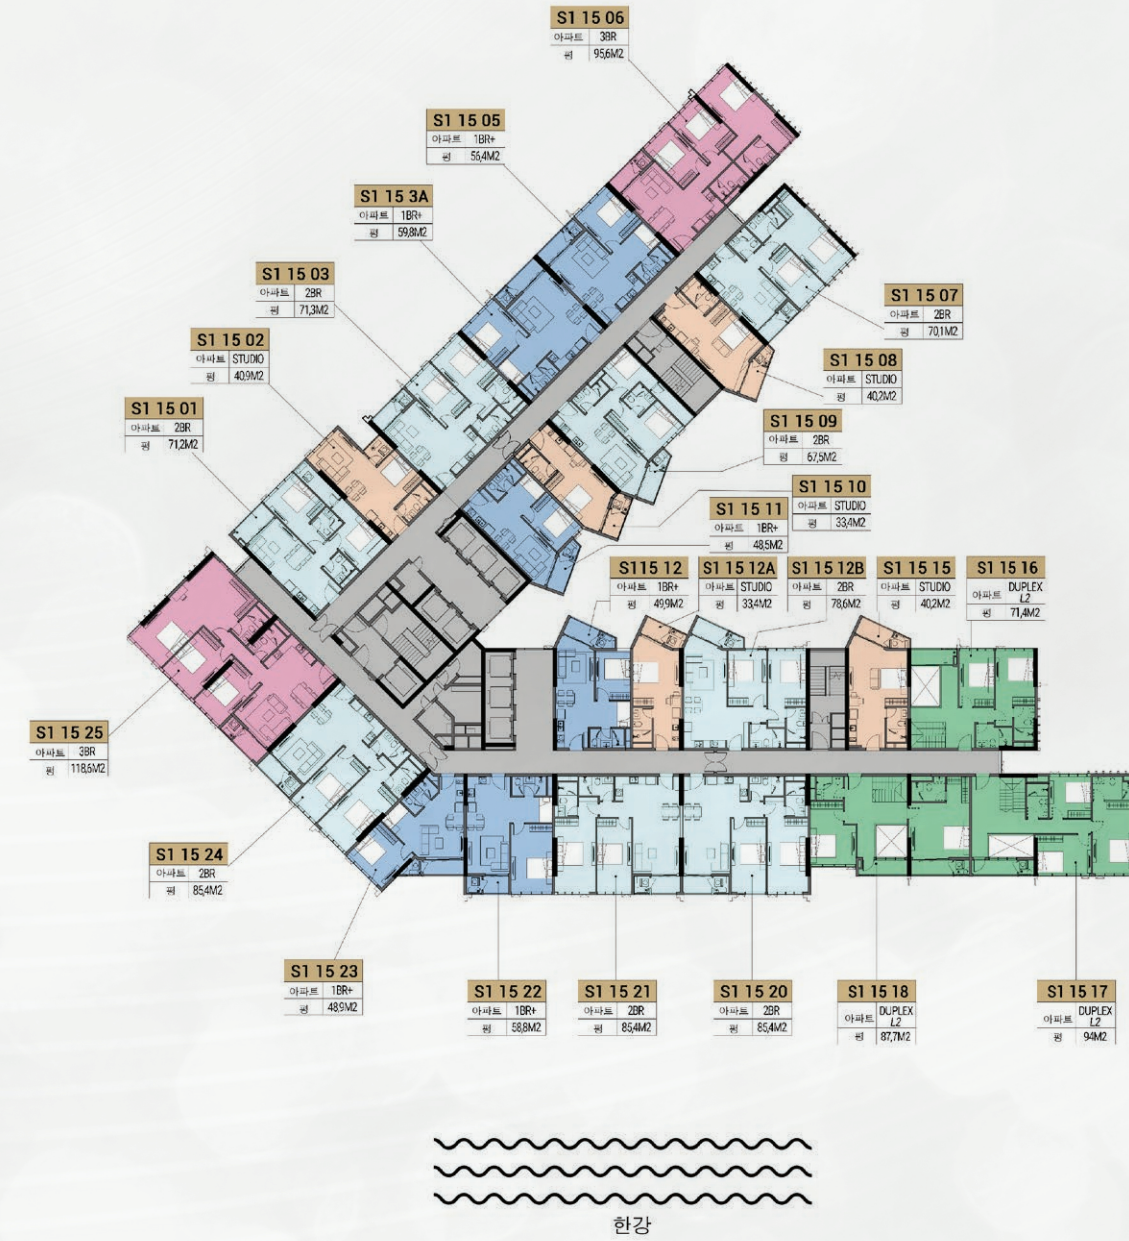 S1 15 06
아파트 3BR
평 95,6M2
S1 15 05
아파트 1BR+
평 56,4M2
S1 15 3A
아파트 1BR+
평 59,8M2
S1 15 03
아파트 2BR
평 71,3M2
S1 15 07
아파트 2BR
평 70,1M2
S1 15 02
아파트 STUDIO
평 40,9M2
S1 15 08
아파트 STUDIO
평 40,2M2
S1 15 01
아파트 2BR
평 71,2M2
S1 15 09
아파트 2BR
평 67,5M2
S1 15 10
아파트 STUDIO
평 33,4M2
S1 15 11
아파트 1BR+
평 48,5M2
S115 12
아파트 1BR+
평 49,9M2
S1 15 12A
아파트 STUDIO
평 33,4M2
S1 15 12B
아파트 2BR
평 78,6M2
S1 15 15
아파트 STUDIO
평 40,2M2
S1 15 16
아파트 DUPLEX L2
평 71,4M2
S1 15 25
아파트 3BR
평 118,6M2
S1 15 24
아파트 2BR
평 85,4M2
S1 15 23
아파트 1BR+
평 48,9M2
S1 15 22
아파트 1BR+
평 58,8M2
S1 15 21
아파트 2BR
평 85,4M2
S1 15 20
아파트 2BR
평 85,4M2
S1 15 18
아파트 DUPLEX L2
평 87,7M2
S1 15 17
아파트 DUPLEX L2
평 94M2
한강